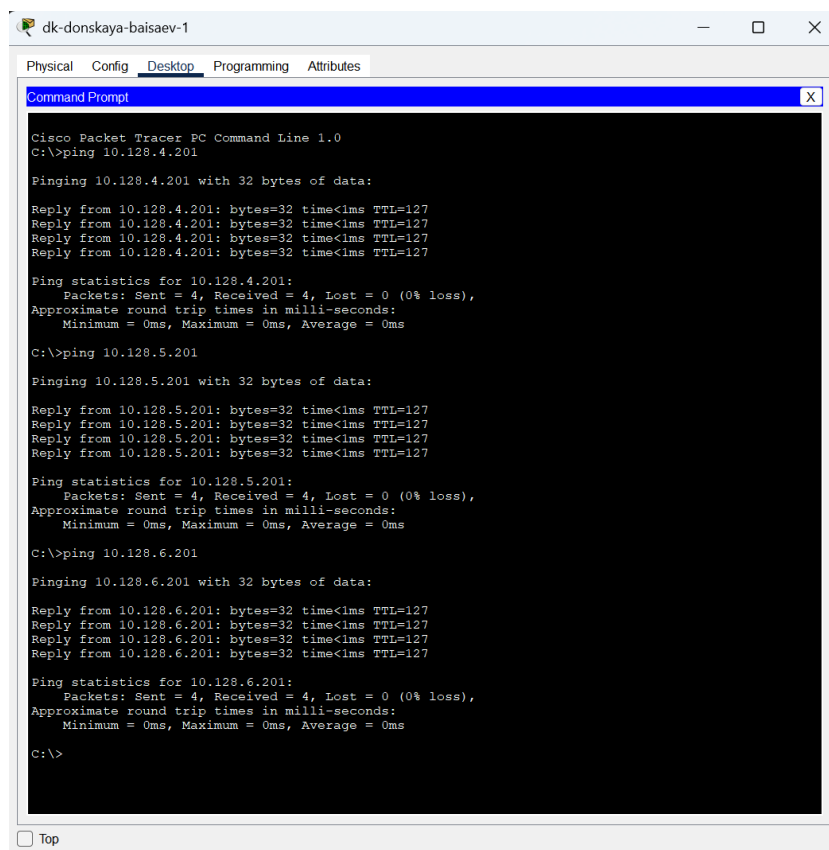 dk-donskaya-baisaev-1
Physical Config Desktop Programming Attributes
Command Prompt X
Cisco Packet Tracer PC Command Line 1.0
C:\>ping 10.128.4.201
Pinging 10.128.4.201 with 32 bytes of data:
Reply from 10.128.4.201: bytes=32 time<1ms TTL=127
Reply from 10.128.4.201: bytes=32 time<1ms TTL=127
Reply from 10.128.4.201: bytes=32 time<1ms TTL=127
Reply from 10.128.4.201: bytes=32 time<1ms TTL=127
Ping statistics for 10.128.4.201:
Packets: Sent = 4, Received = 4, Lost = 0 (0% loss),
Approximate round trip times in milli-seconds:
Minimum = 0ms, Maximum = 0ms, Average = 0ms
C:\>ping 10.128.5.201
Pinging 10.128.5.201 with 32 bytes of data:
Reply from 10.128.5.201: bytes=32 time<1ms TTL=127
Reply from 10.128.5.201: bytes=32 time<1ms TTL=127
Reply from 10.128.5.201: bytes=32 time<1ms TTL=127
Reply from 10.128.5.201: bytes=32 time<1ms TTL=127
Ping statistics for 10.128.5.201:
Packets: Sent = 4, Received = 4, Lost = 0 (0% loss),
Approximate round trip times in milli-seconds:
Minimum = 0ms, Maximum = 0ms, Average = 0ms
C:\>ping 10.128.6.201
Pinging 10.128.6.201 with 32 bytes of data:
Reply from 10.128.6.201: bytes=32 time<1ms TTL=127
Reply from 10.128.6.201: bytes=32 time<1ms TTL=127
Reply from 10.128.6.201: bytes=32 time<1ms TTL=127
Reply from 10.128.6.201: bytes=32 time<1ms TTL=127
Ping statistics for 10.128.6.201:
Packets: Sent = 4, Received = 4, Lost = 0 (0% loss),
Approximate round trip times in milli-seconds:
Minimum = 0ms, Maximum = 0ms, Average = 0ms
C:\>
Top